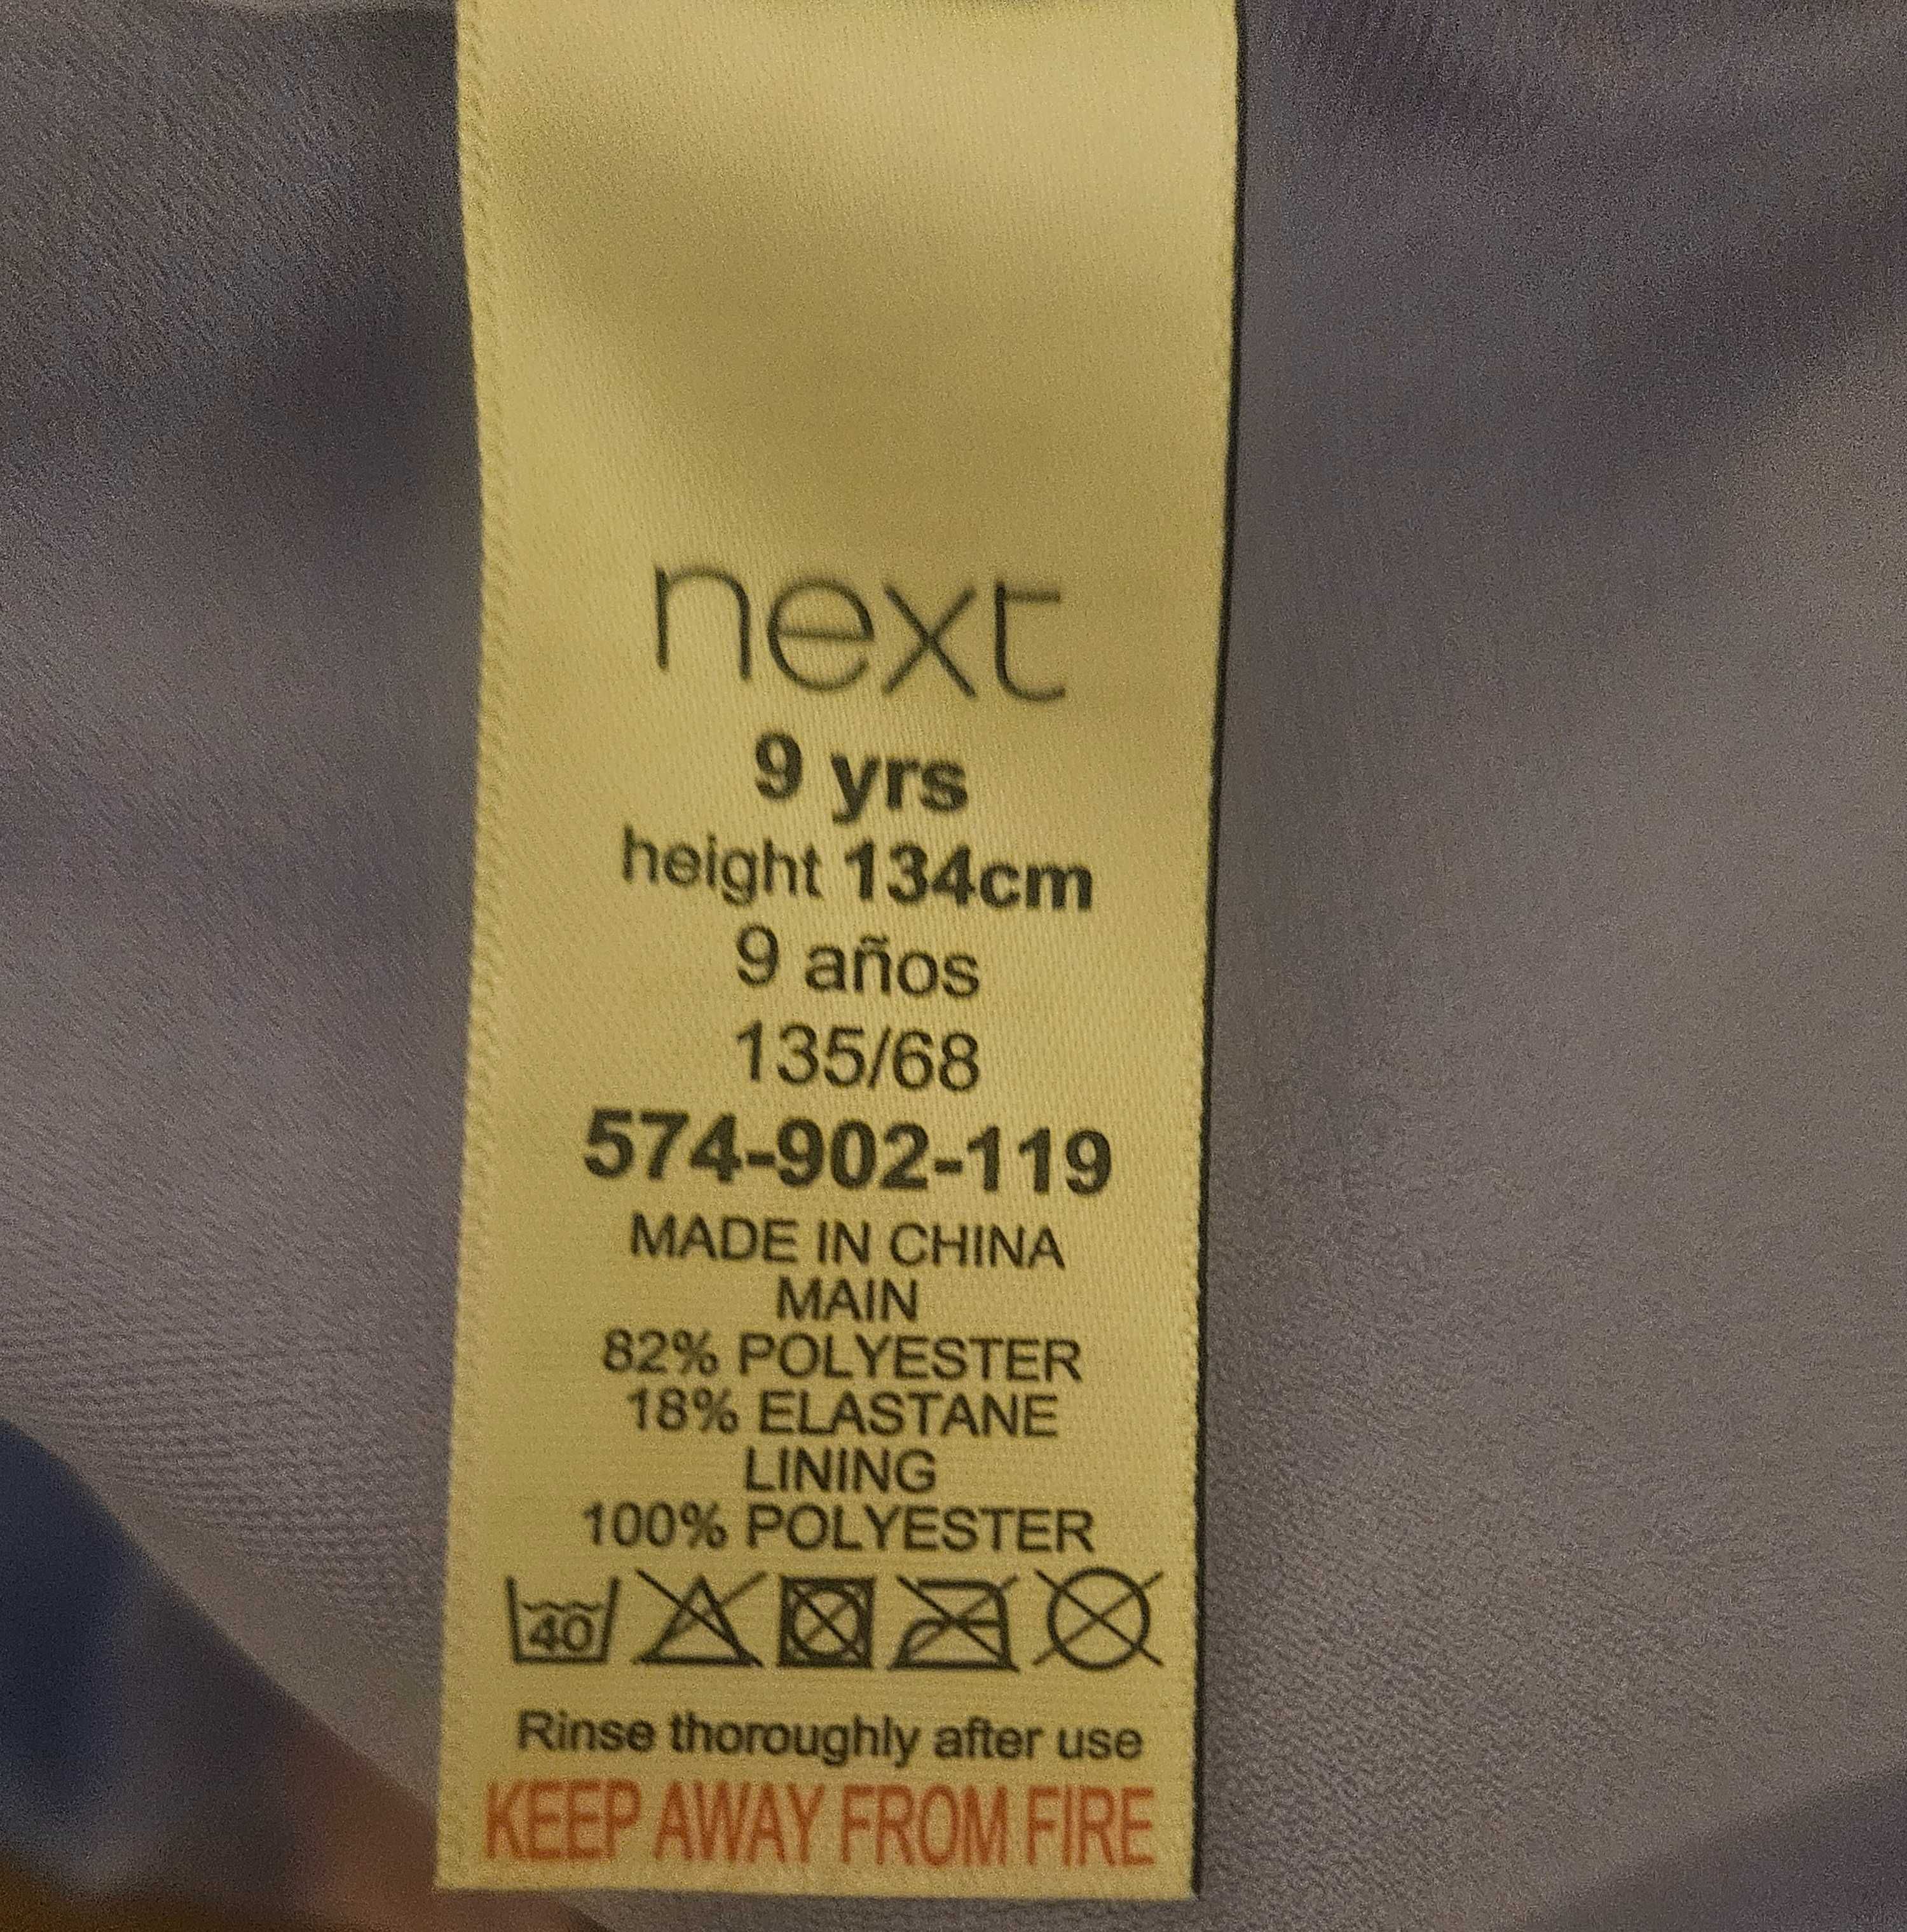 next
9 yrs
height 134cm
9 años
135/68
574-902-119
MADE IN CHINA
MAIN
82% POLYESTER
18% ELASTANE
LINING
100% POLYESTER
40
Rinse thoroughly after use
KEEP AWAY FROM FIRE